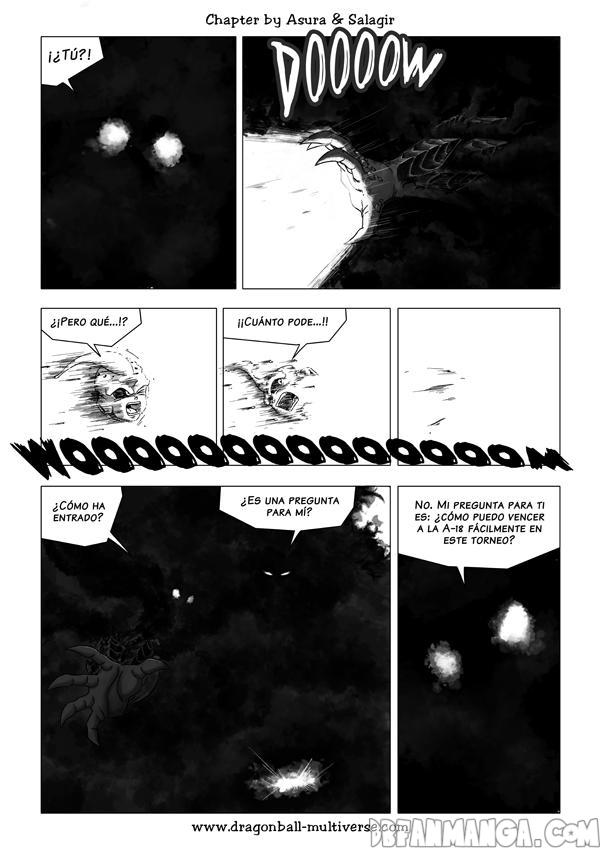 Chapter by Asura & Salagir
¡¿TÚ?!
DOOOOW
¿¡PERO QUÉ...!?
¡¡CUÁNTO PODE...!!
WOOOOOOOOOOOOOOOM
¿CÓMO HA
ENTRADO?
¿ES UNA PREGUNTA
PARA MÍ?
NO. MI PREGUNTA PARA TI
ES: ¿CÓMO PUEDO VENCER
A LA A-18 FÁCILMENTE EN
ESTE TORNEO?
www.dragonball-multiverse.com
DBFANMANGA.COM